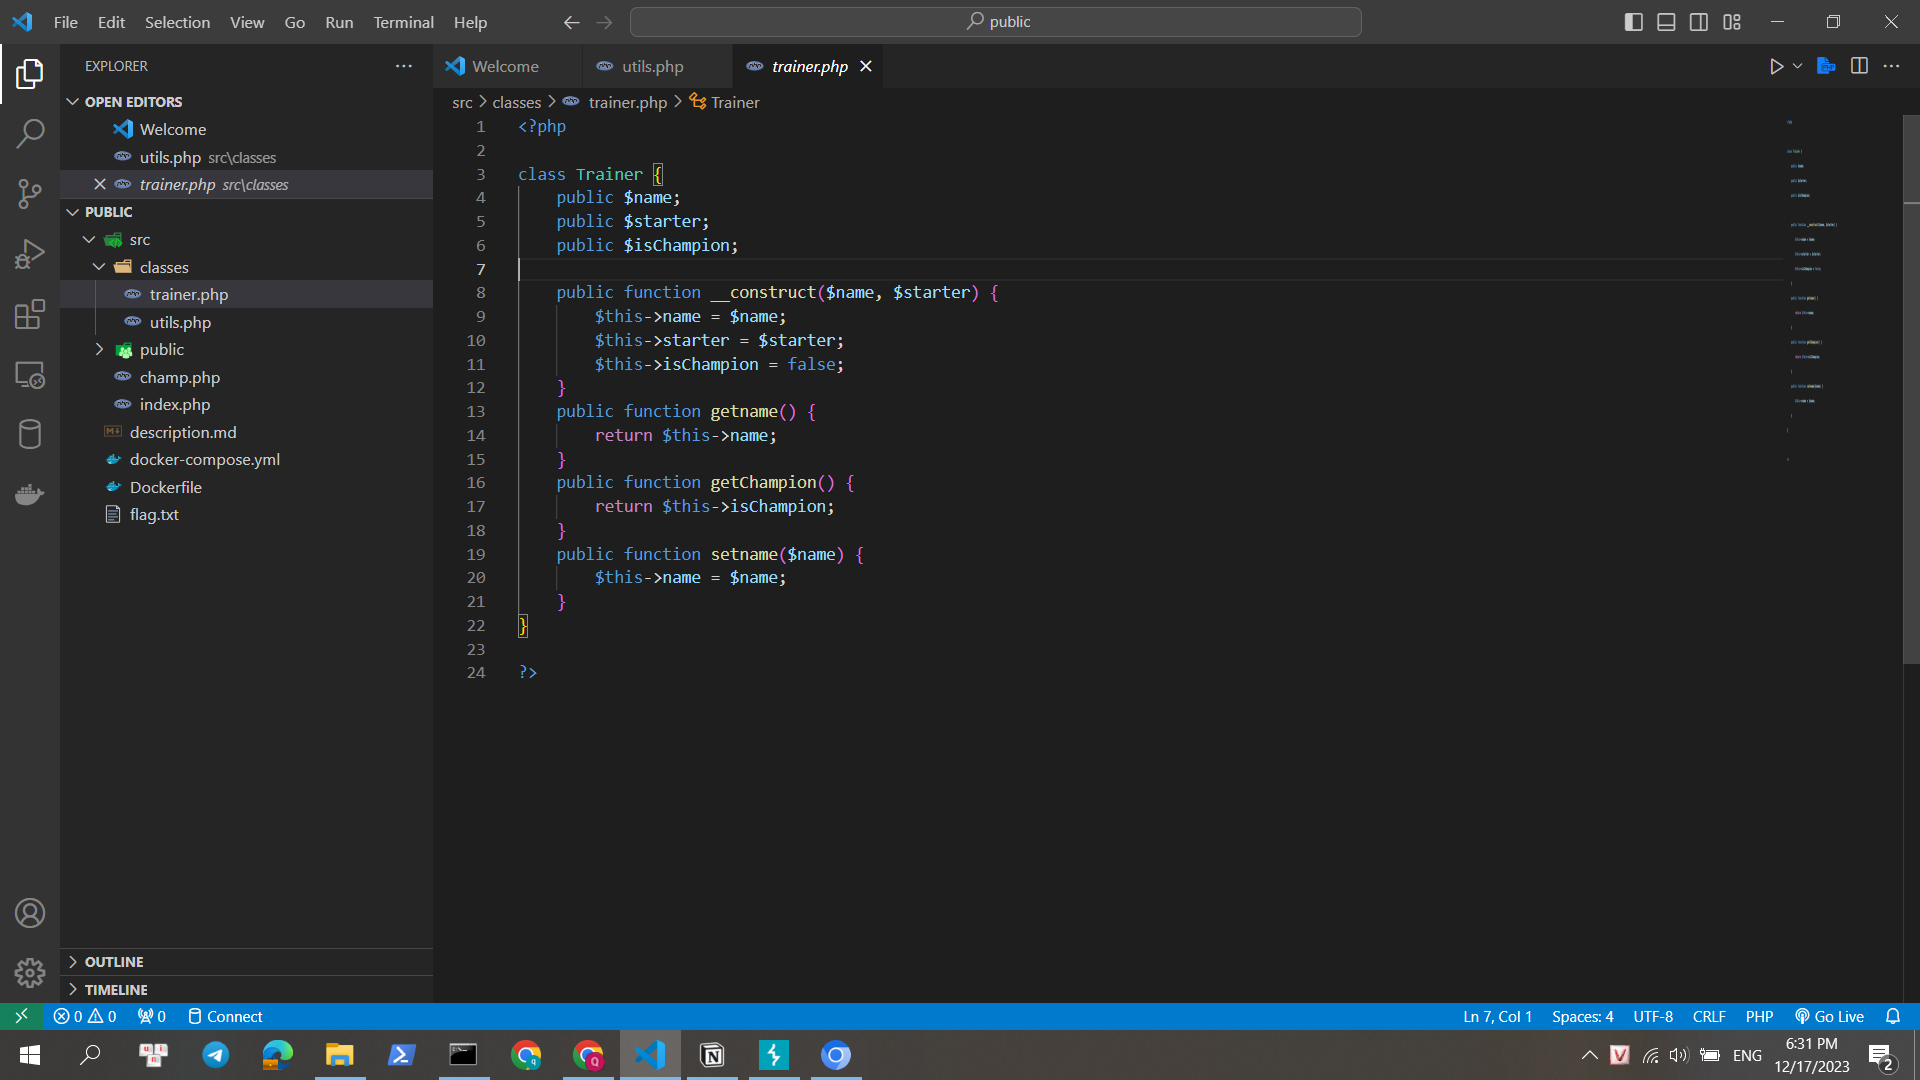 File Edit Selection View Go Run Terminal Help
public
EXPLORER
OPEN EDITORS
Welcome
utils.php src\classes
trainer.php src\classes
PUBLIC
src
classes
trainer.php
utils.php
public
champ.php
index.php
description.md
docker-compose.yml
Dockerfile
flag.txt
OUTLINE
TIMELINE
Welcome utils.php trainer.php
src > classes > trainer.php > Trainer
1 <?php
2
3 class Trainer {
4 public $name;
5 public $starter;
6 public $isChampion;
7
8 public function __construct($name, $starter) {
9 $this->name = $name;
10 $this->starter = $starter;
11 $this->isChampion = false;
12 }
13 public function getname() {
14 return $this->name;
15 }
16 public function getChampion() {
17 return $this->isChampion;
18 }
19 public function setname($name) {
20 $this->name = $name;
21 }
22 }
23
24 ?>
0 0 0 Connect
Ln 7, Col 1 Spaces: 4 UTF-8 CRLF PHP Go Live
ENG
6:31 PM
12/17/2023
2